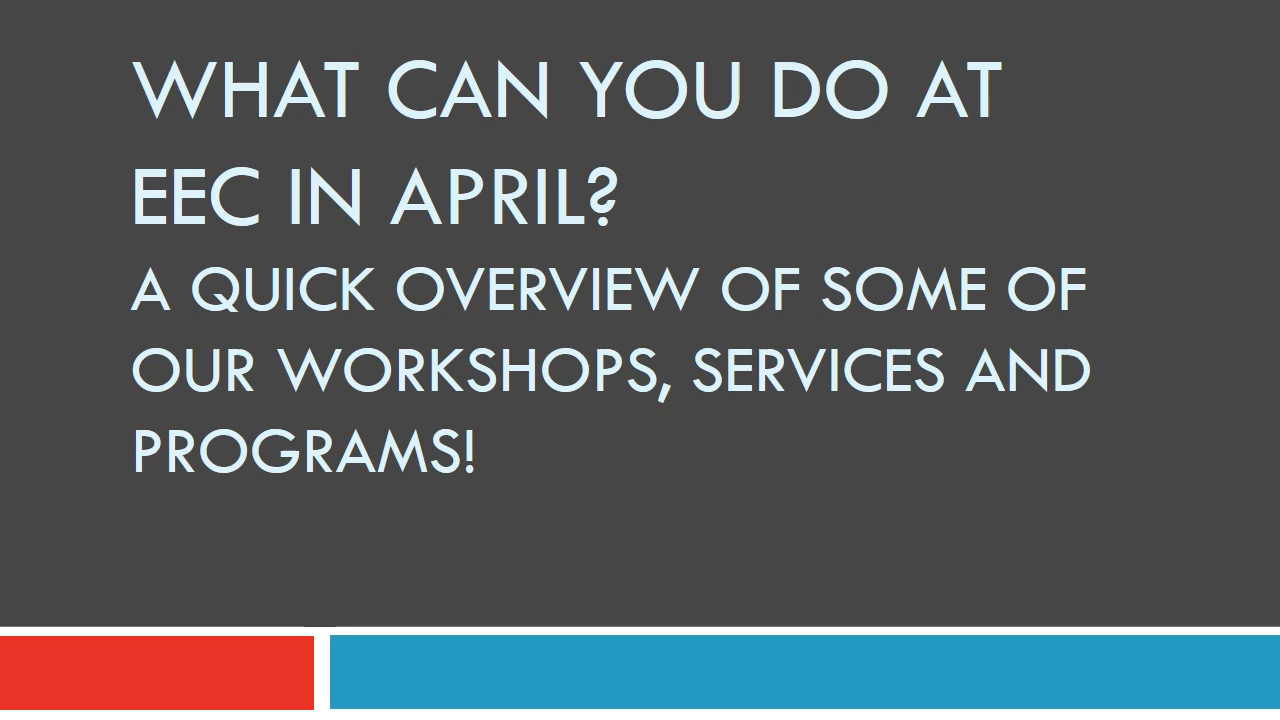 WHAT CAN YOU DO AT
EEC IN APRIL?
A QUICK OVERVIEW OF SOME OF
OUR WORKSHOPS, SERVICES AND
PROGRAMS!